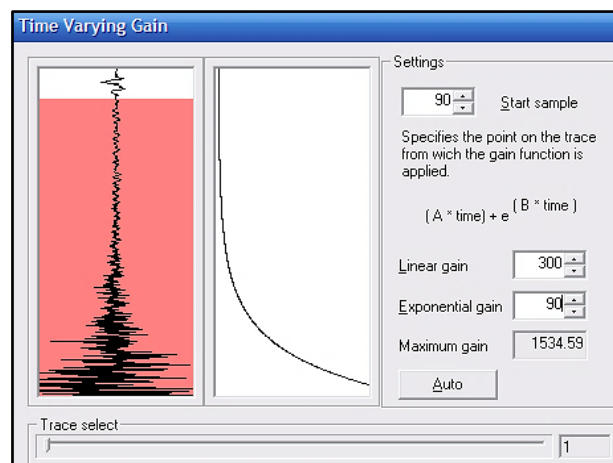 Time Varying Gain
Settings
90 Start sample
Specifies the point on the trace
from wich the gain function is
applied.
(A * time) + e ( B * time )
Linear gain 300
Exponential gain 90
Maximum gain 1534.59
Auto
Trace select
1